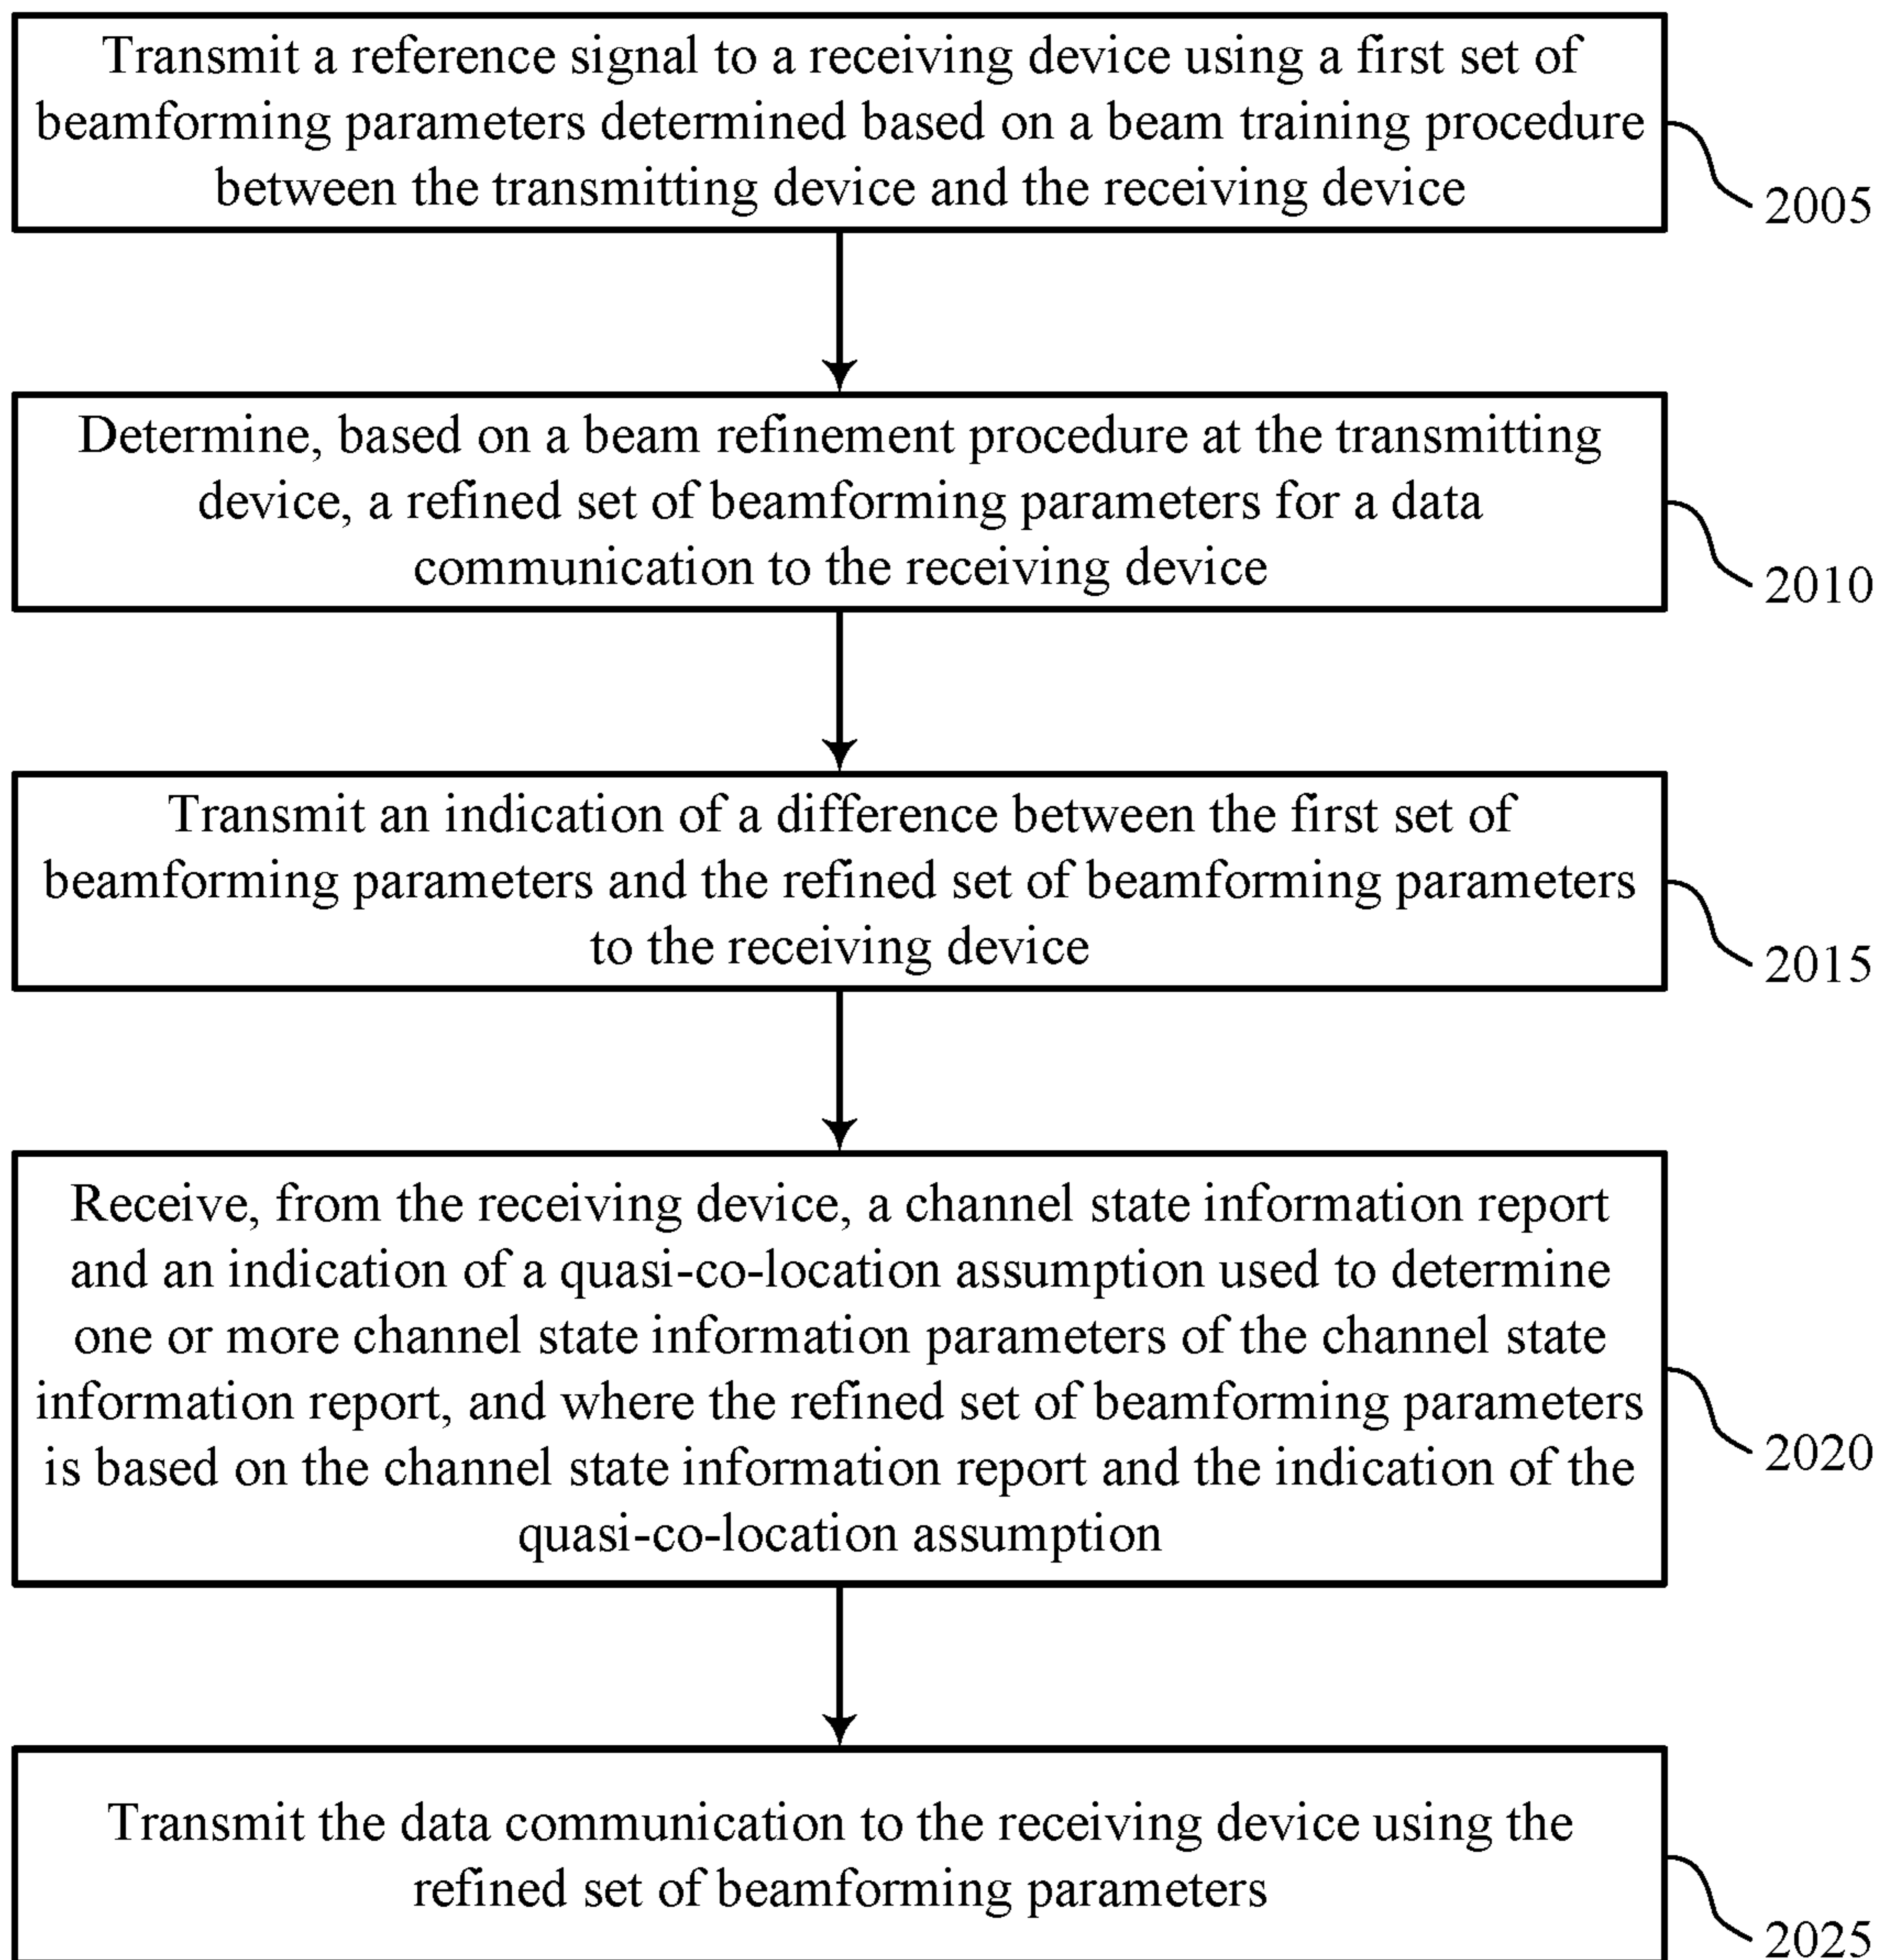 Transmit a reference signal to a receiving device using a first set of
beamforming parameters determined based on a beam training procedure
between the transmitting device and the receiving device
2005
Determine, based on a beam refinement procedure at the transmitting
device, a refined set of beamforming parameters for a data
communication to the receiving device
2010
Transmit an indication of a difference between the first set of
beamforming parameters and the refined set of beamforming parameters
to the receiving device
2015
Receive, from the receiving device, a channel state information report
and an indication of a quasi-co-location assumption used to determine
one or more channel state information parameters of the channel state
information report, and where the refined set of beamforming parameters
is based on the channel state information report and the indication of the
quasi-co-location assumption
2020
Transmit the data communication to the receiving device using the
refined set of beamforming parameters
2025